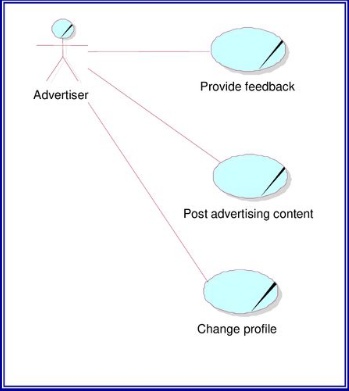 Provide feedback
Advertiser
Post advertising content
Change profile